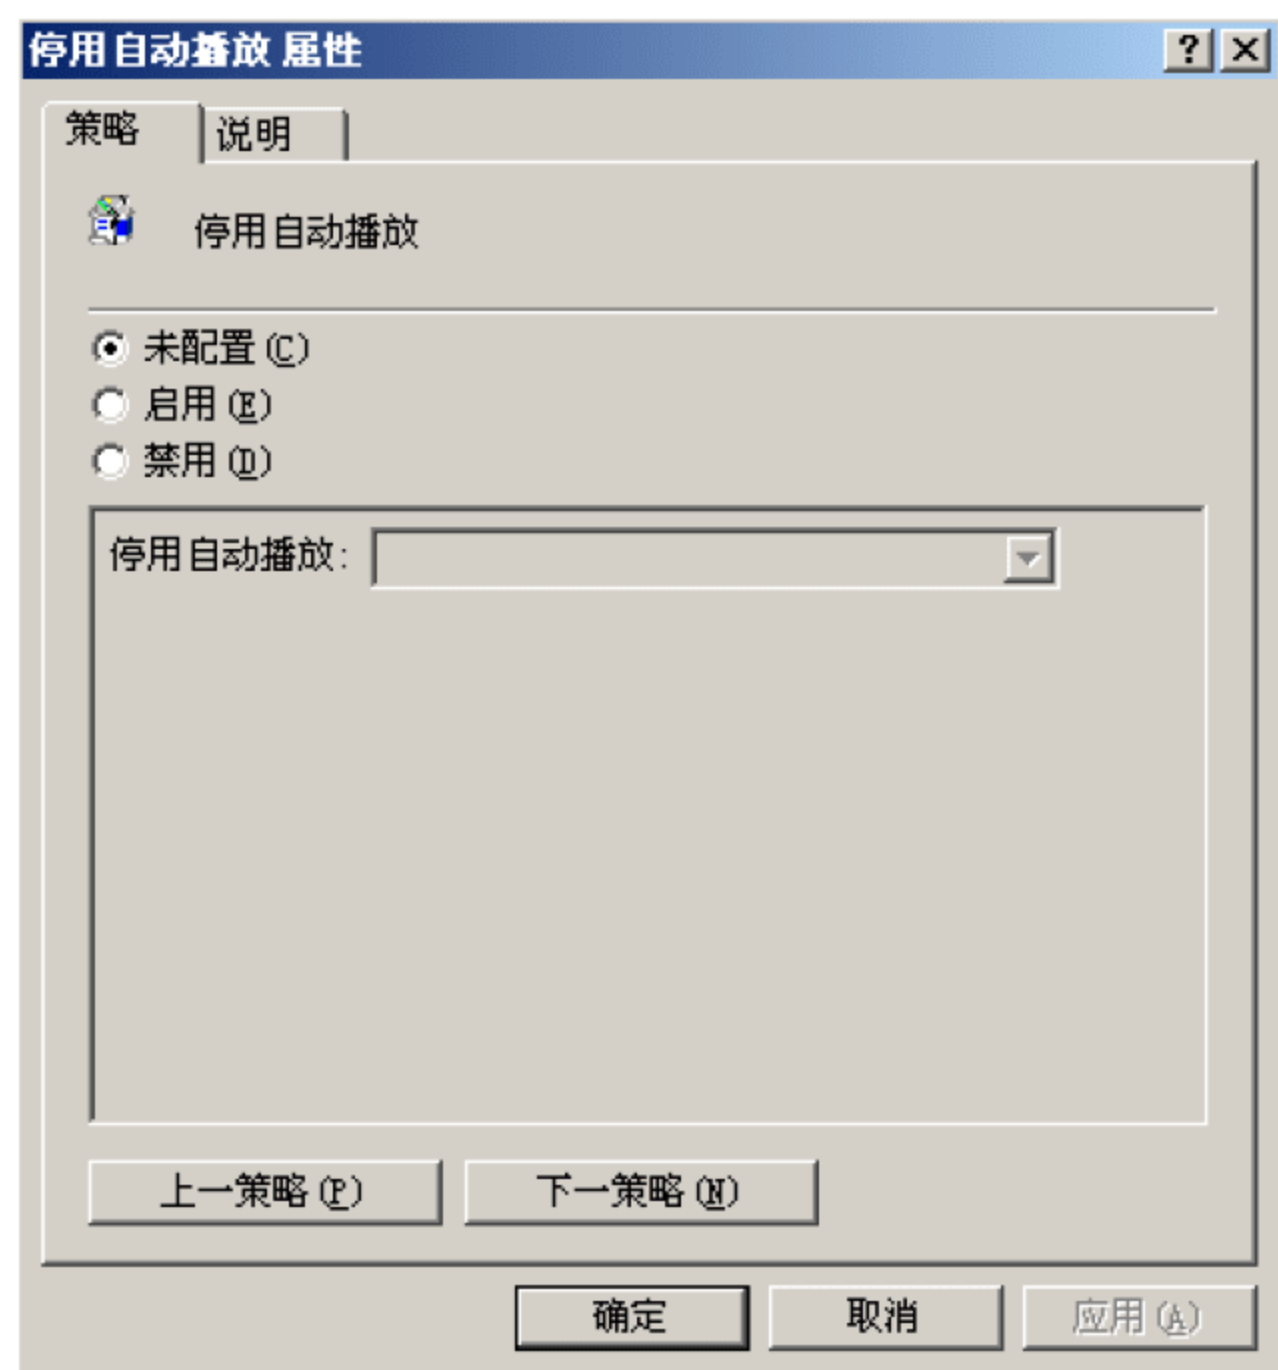 停用自动播放 属性
策略 说明
停用自动播放
未配置(C)
启用(E)
禁用(D)
停用自动播放:
上一策略(P) 下一策略(N)
确定 取消 应用(A)